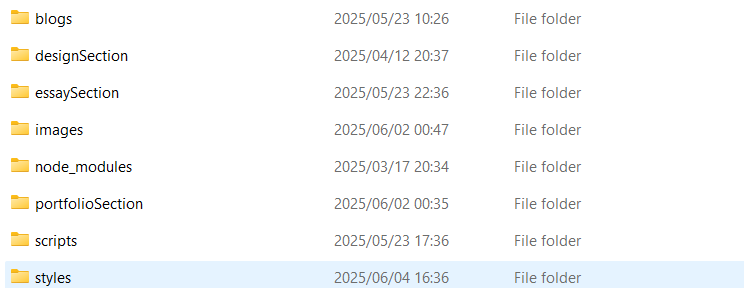 blogs 2025/05/23 10:26 File folder
designSection 2025/04/12 20:37 File folder
essaySection 2025/05/23 22:36 File folder
images 2025/06/02 00:47 File folder
node_modules 2025/03/17 20:34 File folder
portfolioSection 2025/06/02 00:35 File folder
scripts 2025/05/23 17:36 File folder
styles 2025/06/04 16:36 File folder